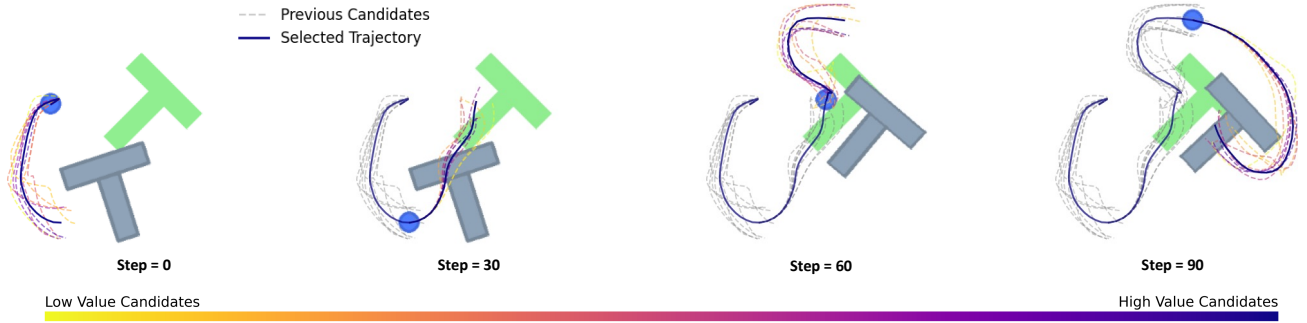 Previous Candidates
Selected Trajectory
Step = 0
Step = 30
Step = 60
Step = 90
Low Value Candidates
High Value Candidates